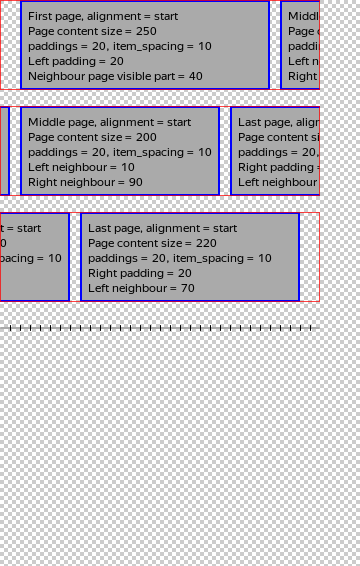 First page, alignment = start
Page content size = 250
paddings = 20, item_spacing = 10
Left padding = 20
Neighbour page visible part = 40
Middl
Page c
paddi
Left n
Right
Middle page, alignment = start
Page content size = 200
paddings = 20, item_spacing = 10
Left neighbour = 10
Right neighbour = 90
Last page, align
Page content si
paddings = 20,
Right padding =
Left neighbour
t = start
0
pacing = 10
Last page, alignment = start
Page content size = 220
paddings = 20, item_spacing = 10
Right padding = 20
Left neighbour = 70